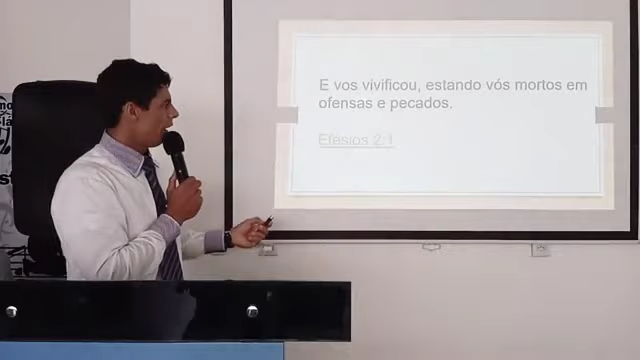 E vos vivificou, estando vós mortos em
ofensas e pecados.
Efésios 2:1